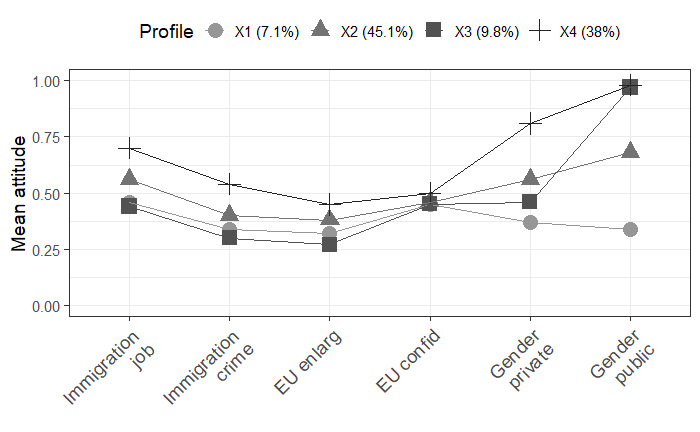 Profile X1 (7.1%) X2 (45.1%) X3 (9.8%) X4 (38%)
1.00
0.75
0.50
0.25
0.00
Mean attitude
Immigration
job
Immigration
crime
EU enlarg
EU confid
Gender
private
Gender
public